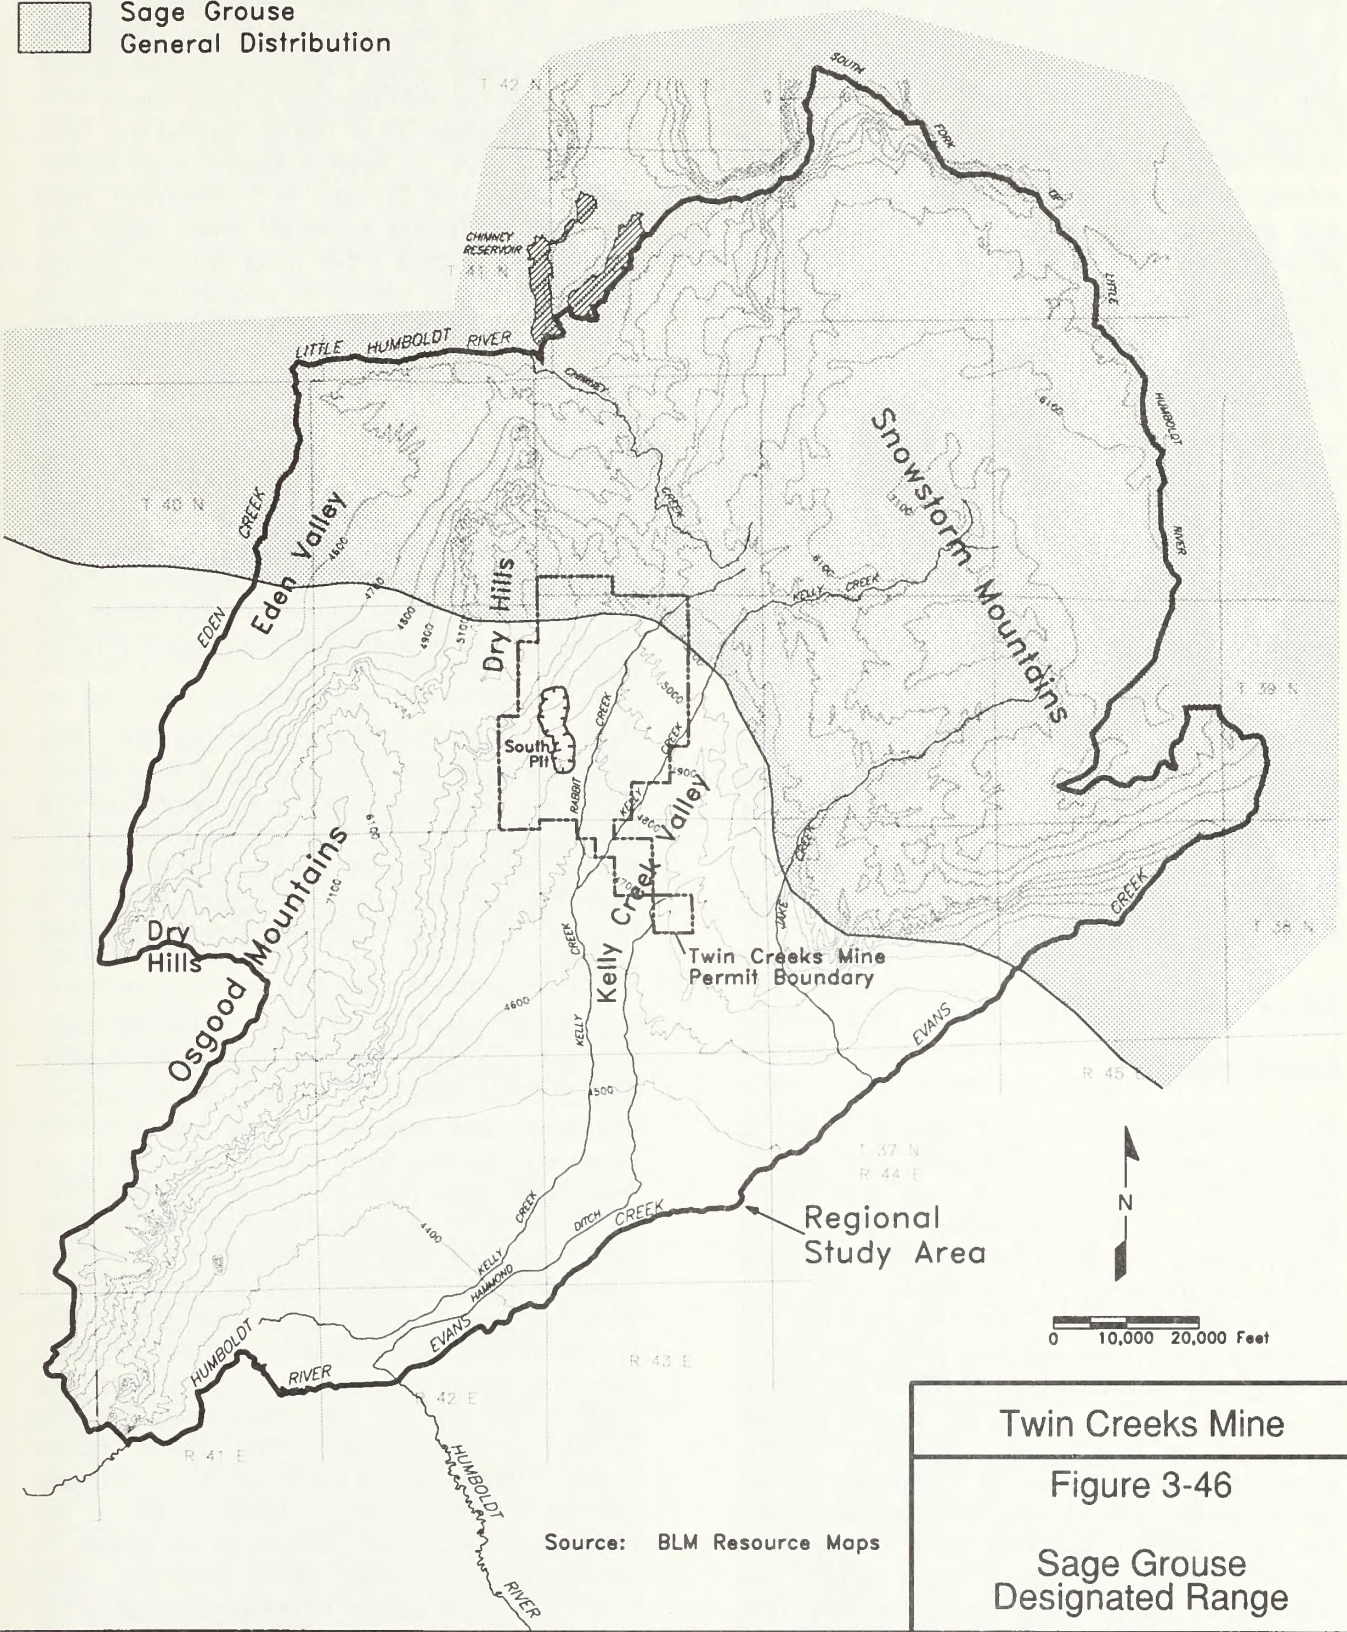 Sage Grouse
General Distribution
T 42 N
SOUTH
FORK
OF
LITTLE
HUMBOLDT
RIVER
CHIMNEY
RESERVOIR
T 41 N
LITTLE HUMBOLDT RIVER
CHIMNEY
CREEK
6100
Snowstorm Mountains
7100
T 40 N
EDEN CREEK
Eden Valley
4600
4700
4800
4900
5100
Dry Hills
6100
KELLY CREEK
T 39 N
5000
South
Pit
RABBIT CREEK
KELLY CREEK
4900
4800
Kelly Creek Valley
4700
6100
7100
Osgood Mountains
Dry
Hills
JAKE CREEK
EVANS CREEK
T 38 N
Twin Creeks Mine
Permit Boundary
KELLY CREEK
4600
4500
R 45 E
T 37 N
R 44 E
N
Regional
Study Area
4400
KELLY CREEK
HAMMOND DITCH
EVANS CREEK
0 10,000 20,000 Feet
HUMBOLDT RIVER
R 43 E
R 42 E
R 41 E
HUMBOLDT RIVER
Source: BLM Resource Maps
Twin Creeks Mine
Figure 3-46
Sage Grouse
Designated Range